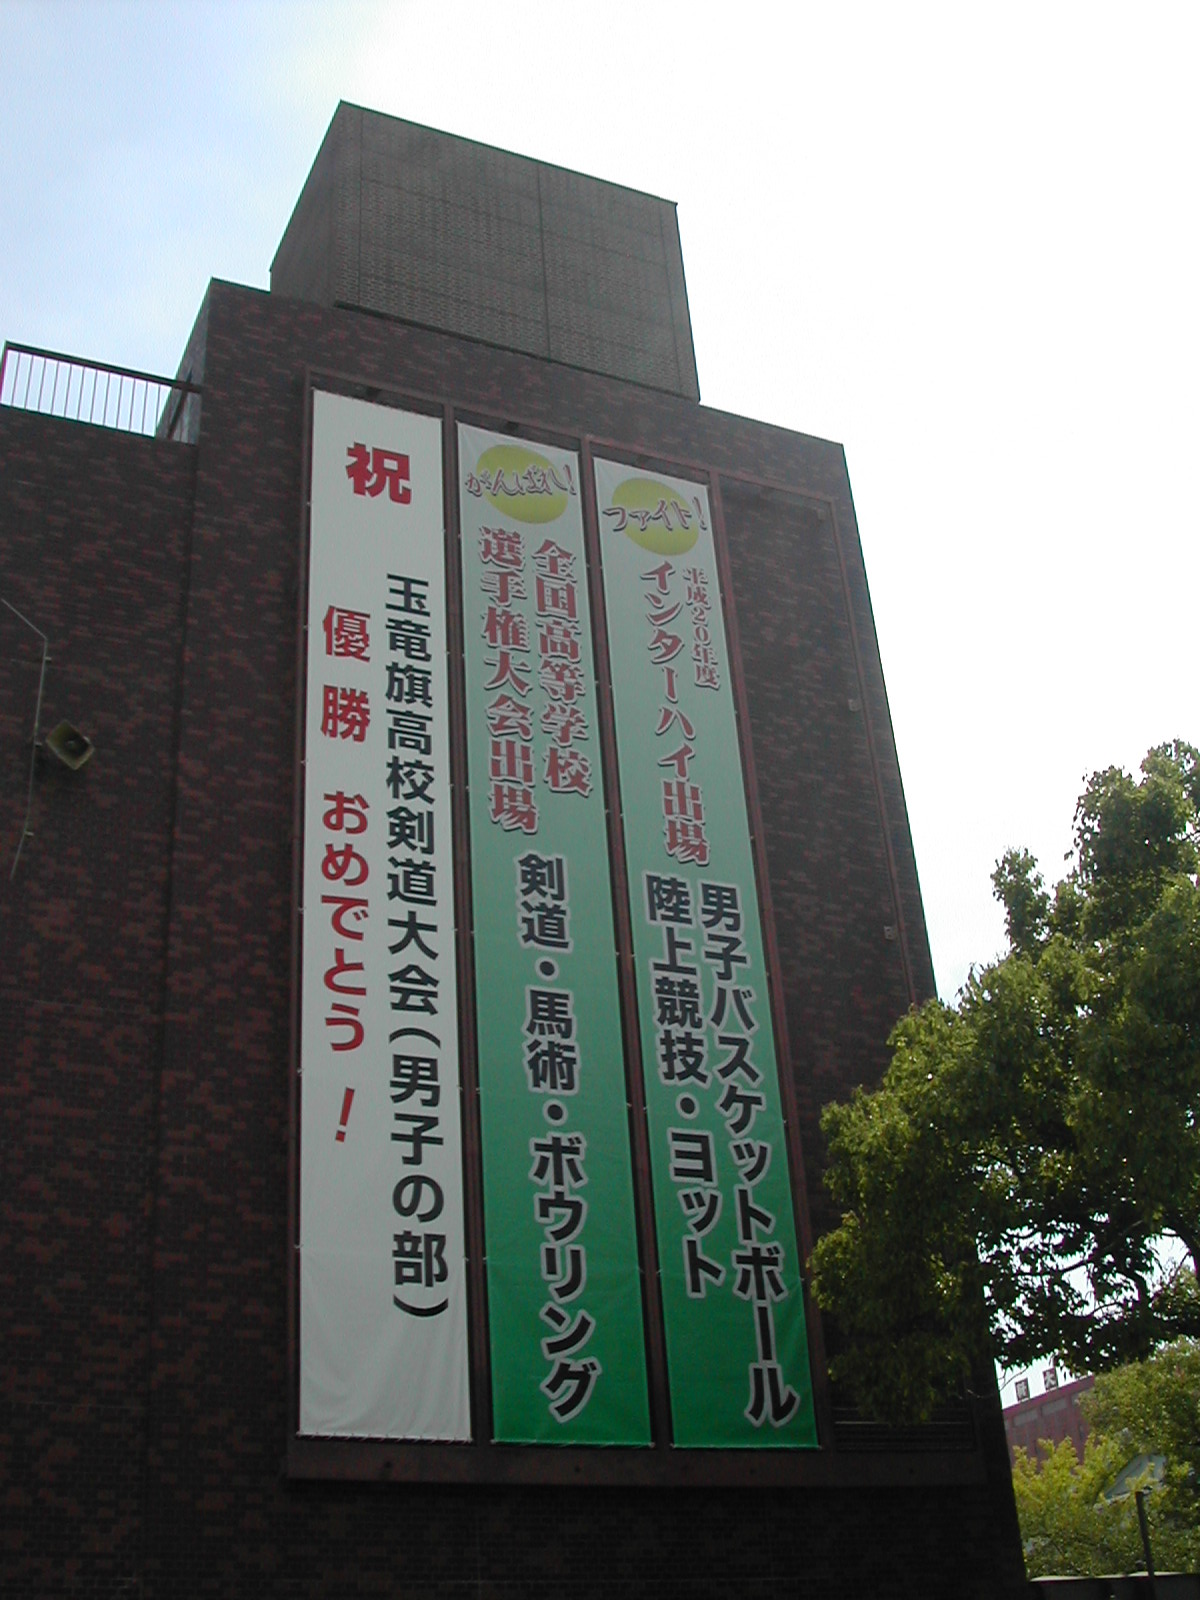 ファイト!
平成20年度
インターハイ出場
男子バスケットボール
陸上競技・ヨット
がんばれ!
全国高等学校
選手権大会出場
剣道・馬術・ボウリング
祝
玉竜旗高校剣道大会(男子の部)
優勝 おめでとう!